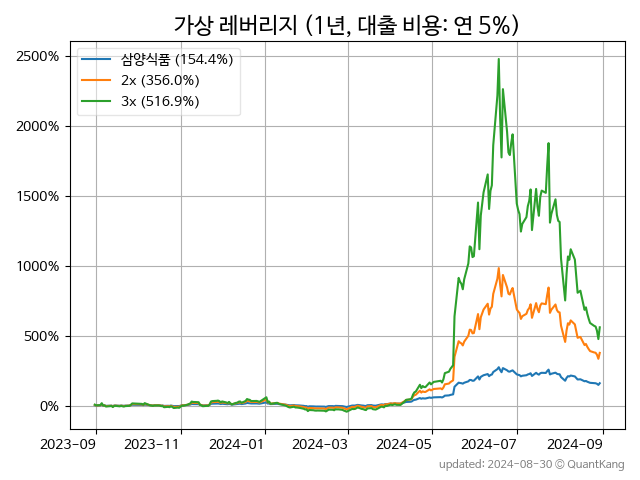 가상 레버리지 (1년, 대출 비용: 연 5%)
삼양식품 (154.4%)
2x (356.0%)
3x (516.9%)
2500%
2000%
1500%
1000%
500%
0%
2023-09 2023-11 2024-01 2024-03 2024-05 2024-07 2024-09
updated: 2024-08-30 © QuantKang